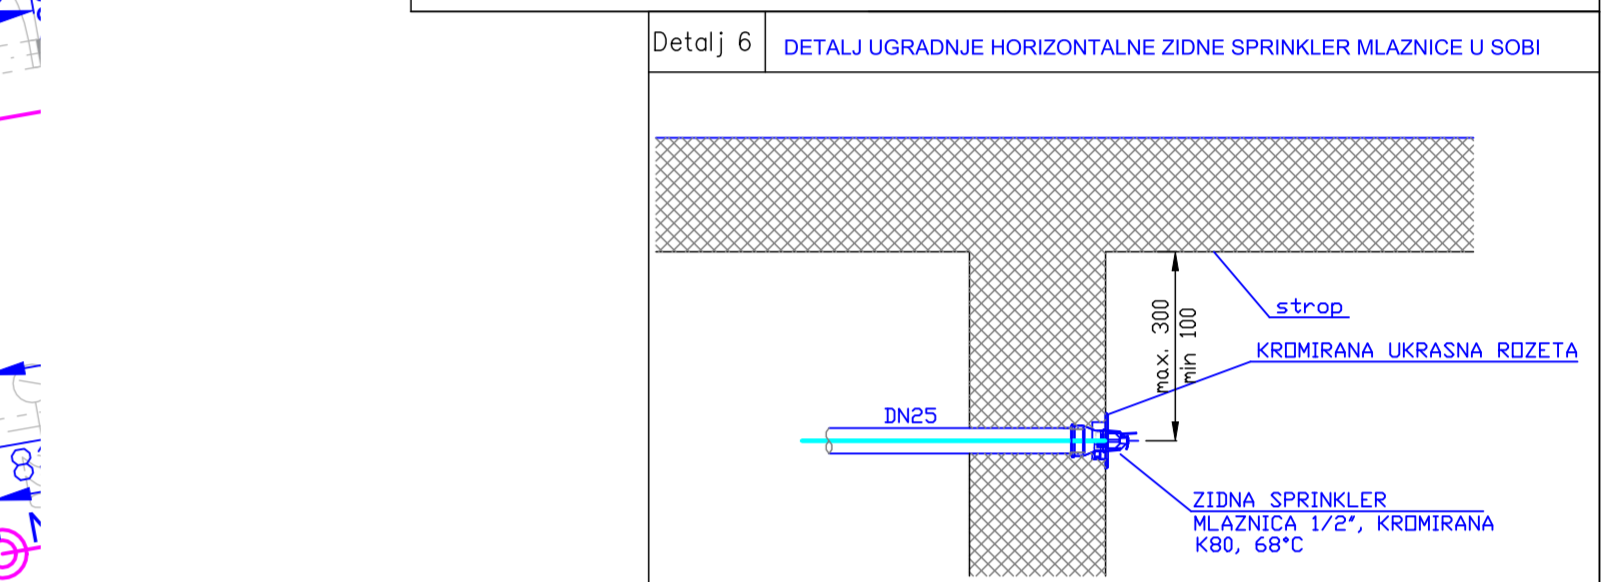 Detalj 6
DETALJ UGRADNJE HORIZONTALNE ZIDNE SPRINKLER MLAZNICE U SOBI
strop
max. 300
min 100
KROMIRANA UKRASNA ROZETA
DN25
ZIDNA SPRINKLER
MLAZNICA 1/2", KROMIRANA
K80, 68°C